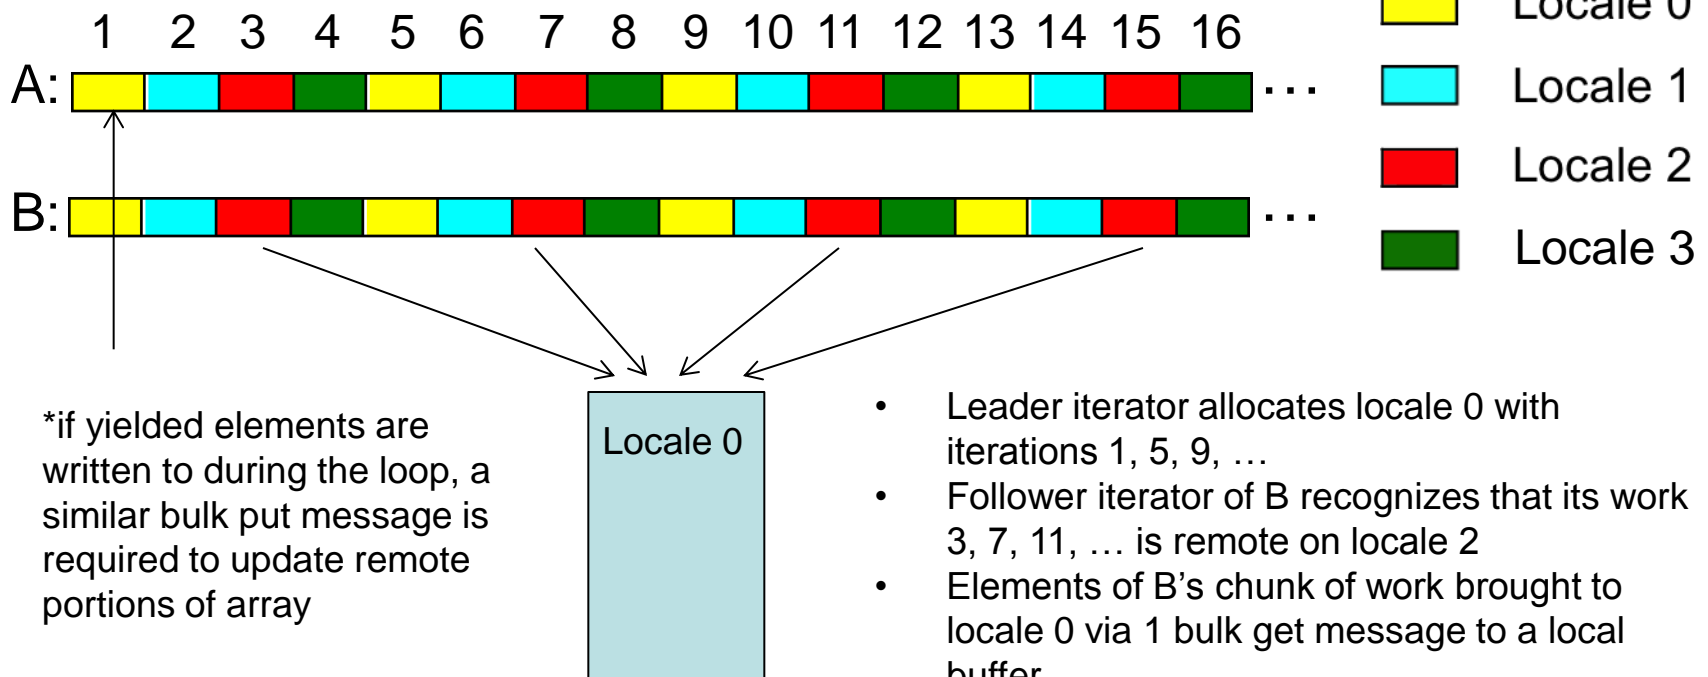 1 2 3 4 5 6 7 8 9 10 11 12 13 14 15 16
A: ...
B: ...
Locale 0
Locale 1
Locale 2
Locale 3
*if yielded elements are
written to during the loop, a
similar bulk put message is
required to update remote
portions of array
Locale 0
• Leader iterator allocates locale 0 with
iterations 1, 5, 9, …
• Follower iterator of B recognizes that its work
3, 7, 11, … is remote on locale 2
• Elements of B’s chunk of work brought to
locale 0 via 1 bulk get message to a local
buffer